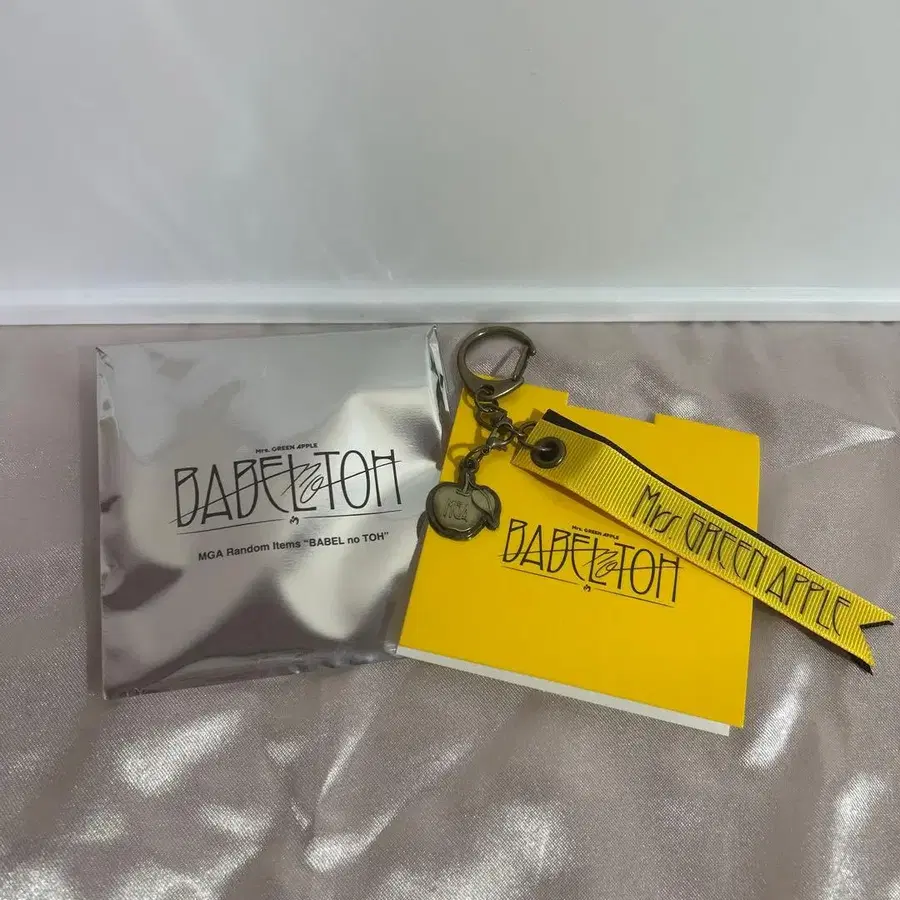 Mrs. GREEN APPLE
BABEL no TOH
MGA Random Items "BABEL no TOH"
MGA
Mrs. GREEN APPLE
BABEL no TOH
Mrs GREEN APPLE